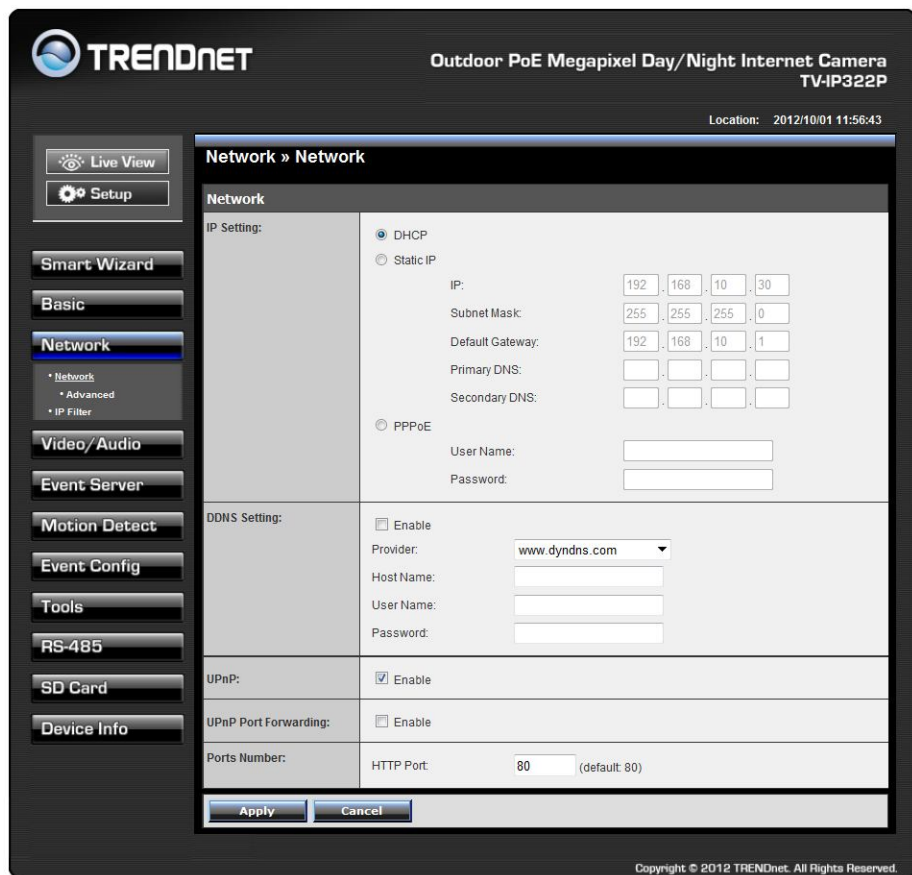 TRENDNET
Outdoor PoE Megapixel Day/Night Internet Camera
TV-IP322P
Location: 2012/10/01 11:56:43
Live View
Setup
Smart Wizard
Basic
Network
• Network
• Advanced
• IP Filter
Video/Audio
Event Server
Motion Detect
Event Config
Tools
RS-485
SD Card
Device Info
Network » Network
Network
IP Setting:
DHCP
Static IP
IP: 192 . 168 . 10 . 30
Subnet Mask: 255 . 255 . 255 . 0
Default Gateway: 192 . 168 . 10 . 1
Primary DNS: . . .
Secondary DNS: . . .
PPPoE
User Name:
Password:
DDNS Setting:
Enable
Provider: www.dyndns.com
Host Name:
User Name:
Password:
UPnP: Enable
UPnP Port Forwarding: Enable
Ports Number:
HTTP Port: 80 (default: 80)
Apply Cancel
Copyright © 2012 TRENDnet. All Rights Reserved.